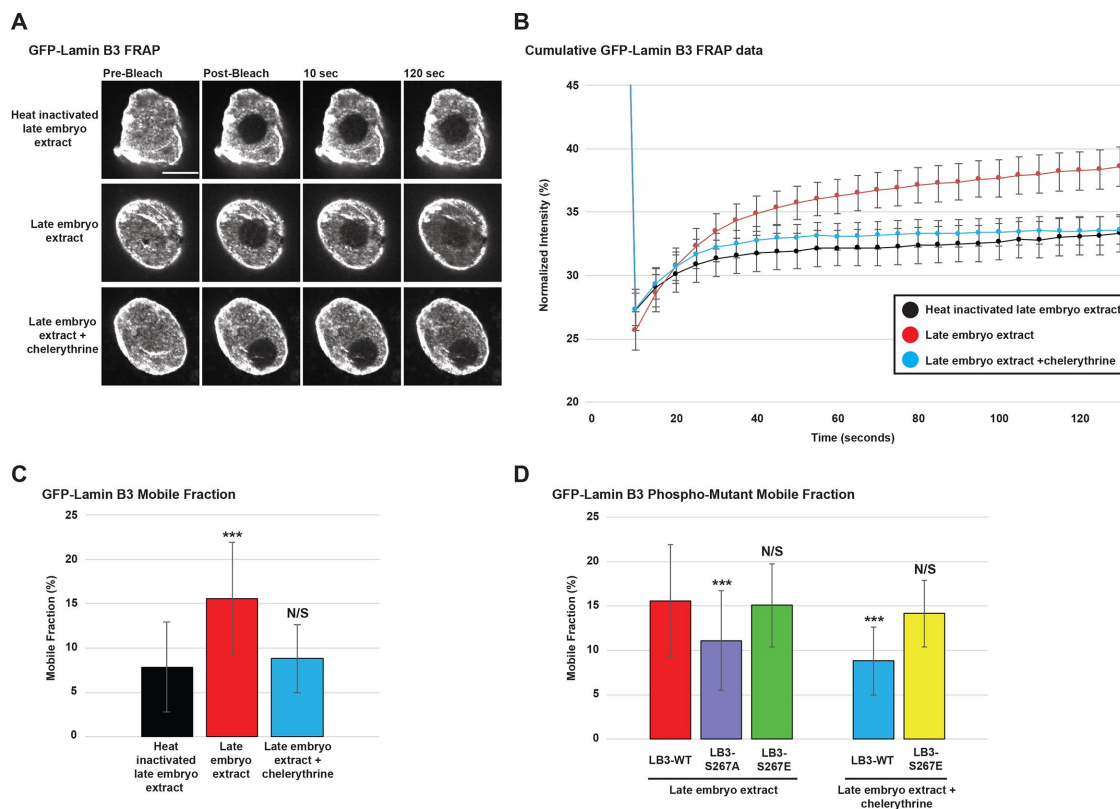 A
GFP-Lamin B3 FRAP
Pre-Bleach Post-Bleach 10 sec 120 sec
Heat inactivated
late embryo
extract
Late embryo
extract
Late embryo
extract +
chelerythrine
B
Cumulative GFP-Lamin B3 FRAP data
Normalized Intensity (%)
45
40
35
30
25
20
0 20 40 60 80 100 120
Time (seconds)
Heat inactivated late embryo extract
Late embryo extract
Late embryo extract +chelerythrine
C
GFP-Lamin B3 Mobile Fraction
Mobile Fraction (%)
25
20
15
10
5
0
***
N/S
Heat
inactivated
late embryo
extract
Late
embryo
extract
Late embryo
extract +
chelerythrine
D
GFP-Lamin B3 Phospho-Mutant Mobile Fraction
Mobile Fraction (%)
25
20
15
10
5
0
***
N/S
***
N/S
LB3-WT
LB3-
S267A
LB3-
S267E
LB3-WT
LB3-
S267E
Late embryo extract
Late embryo extract +
chelerythrine